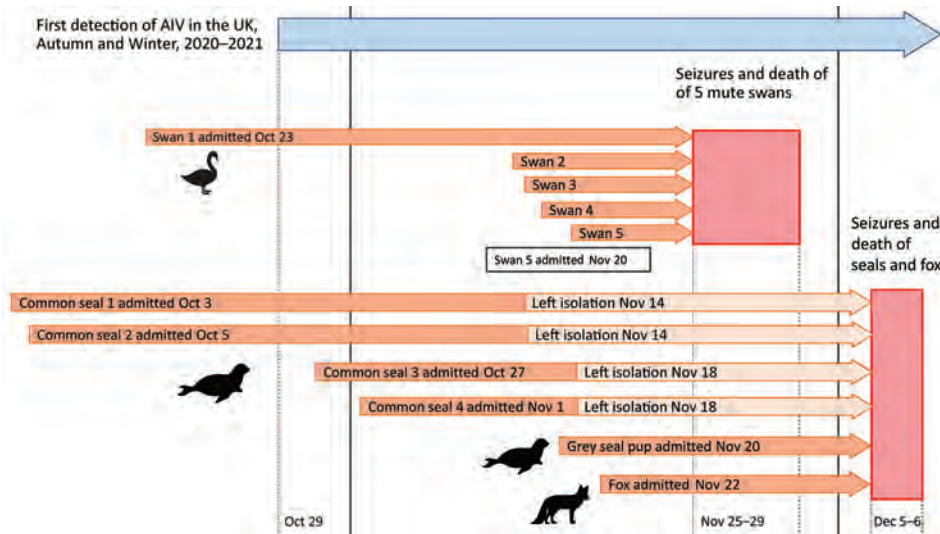 First detection of AIV in the UK,
Autumn and Winter, 2020–2021
Seizures and death of
of 5 mute swans
Swan 1 admitted Oct 23
Swan 2
Swan 3
Swan 4
Swan 5
Swan 5 admitted Nov 20
Seizures and
death of
seals and fox
Common seal 1 admitted Oct 3
Left isolation Nov 14
Common seal 2 admitted Oct 5
Left isolation Nov 14
Common seal 3 admitted Oct 27
Left isolation Nov 18
Common seal 4 admitted Nov 1
Left isolation Nov 18
Grey seal pup admitted Nov 20
Fox admitted Nov 22
Oct 29
Nov 25–29
Dec 5–6